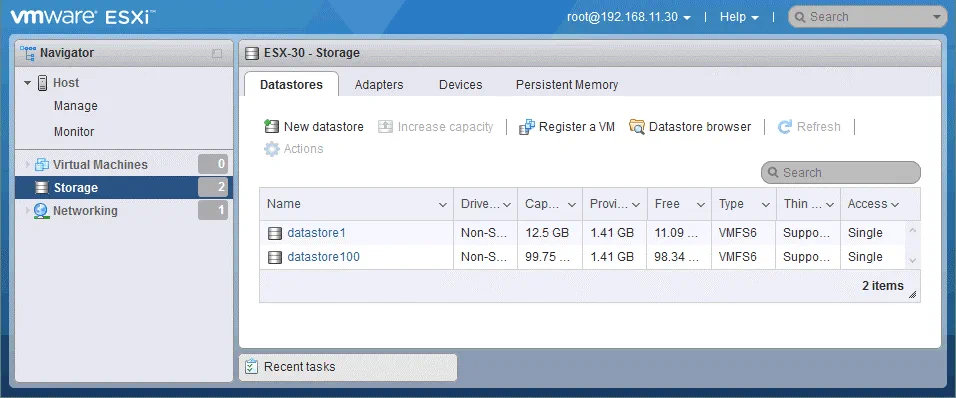 vmware ESXi™
root@192.168.11.30 | Help | Search
Navigator
Host
Manage
Monitor
Virtual Machines 0
Storage 2
Networking 1
ESX-30 - Storage
Datastores Adapters Devices Persistent Memory
New datastore Increase capacity | Register a VM Datastore browser | Refresh |
Actions
Search
Name Drive... Cap... Provi... Free Type Thin ... Access
datastore1 Non-S... 12.5 GB 1.41 GB 11.09 ... VMFS6 Suppo... Single
datastore100 Non-S... 99.75 ... 1.41 GB 98.34 ... VMFS6 Suppo... Single
2 items
Recent tasks